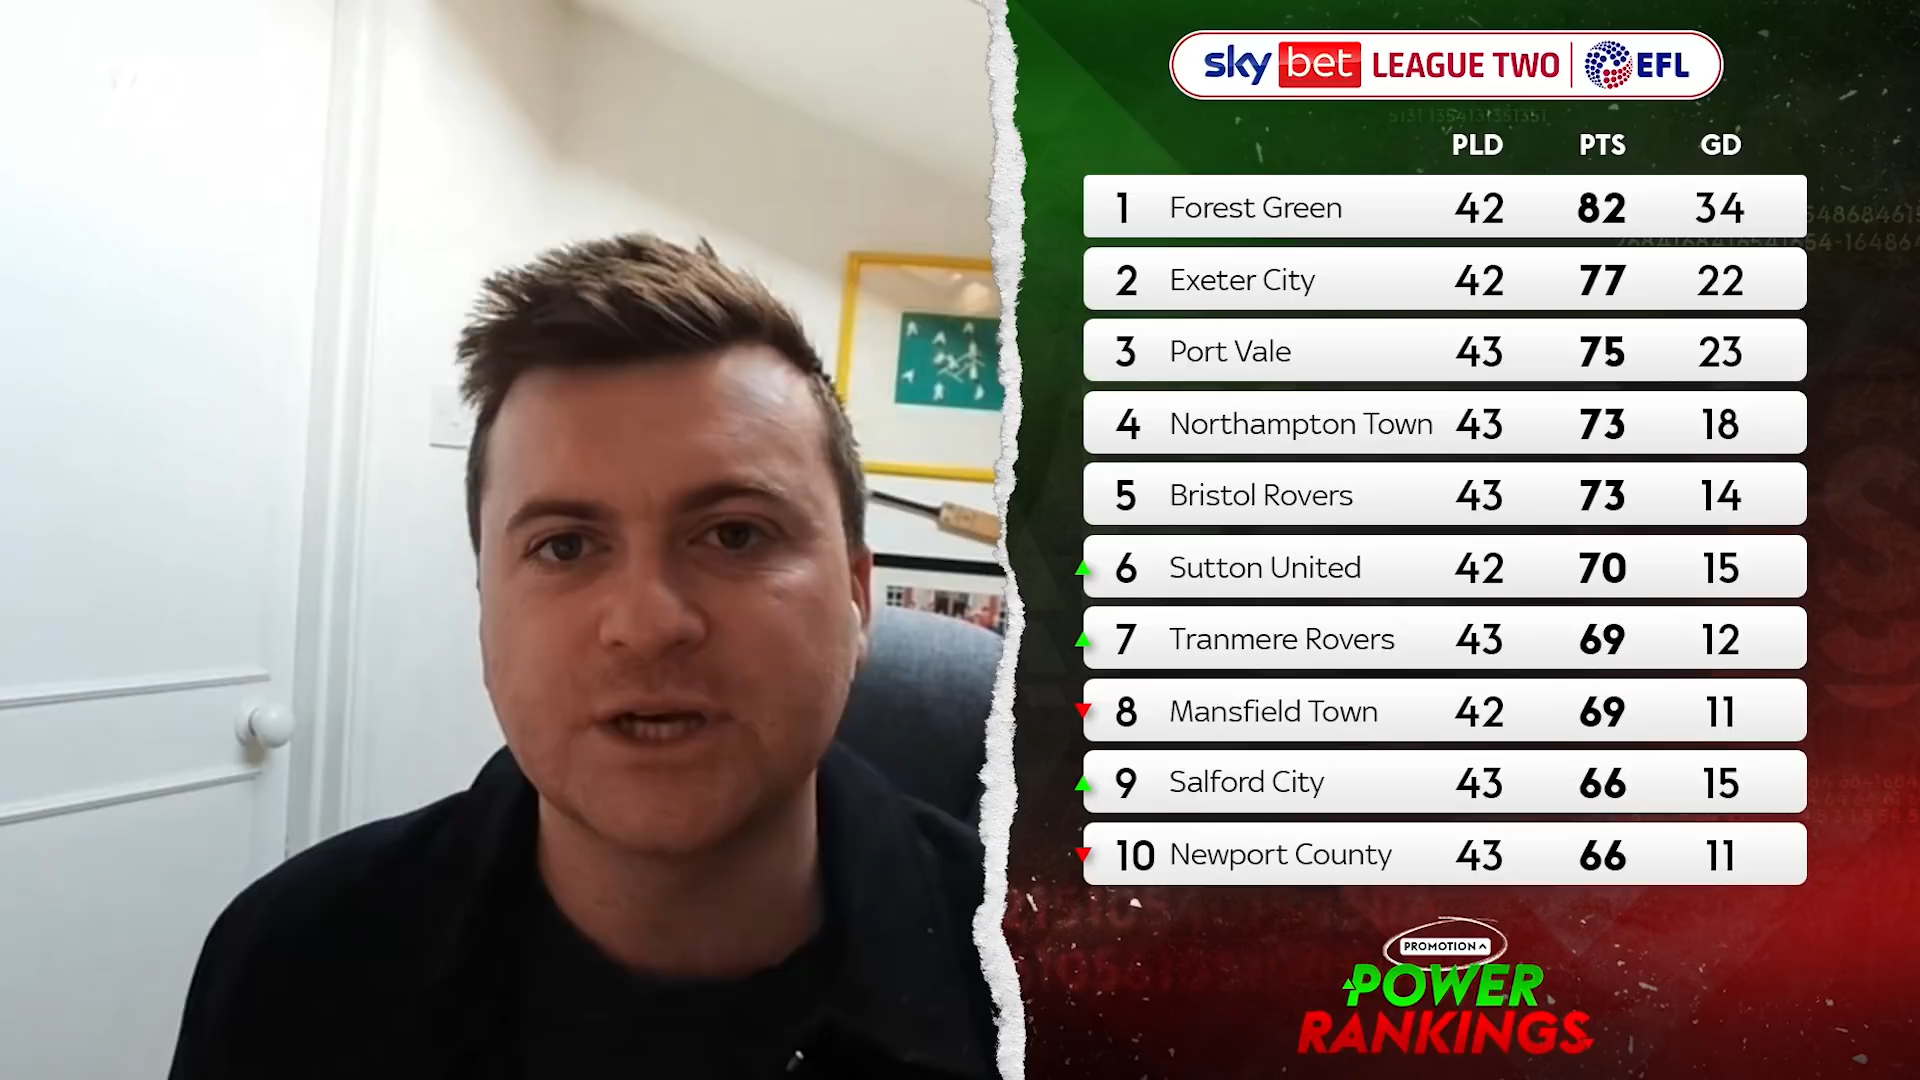 sky bet LEAGUE TWO EFL
PLD PTS GD
1 Forest Green 42 82 34
2 Exeter City 42 77 22
3 Port Vale 43 75 23
4 Northampton Town 43 73 18
5 Bristol Rovers 43 73 14
6 Sutton United 42 70 15
7 Tranmere Rovers 43 69 12
8 Mansfield Town 42 69 11
9 Salford City 43 66 15
10 Newport County 43 66 11
PROMOTION
POWER
RANKINGS